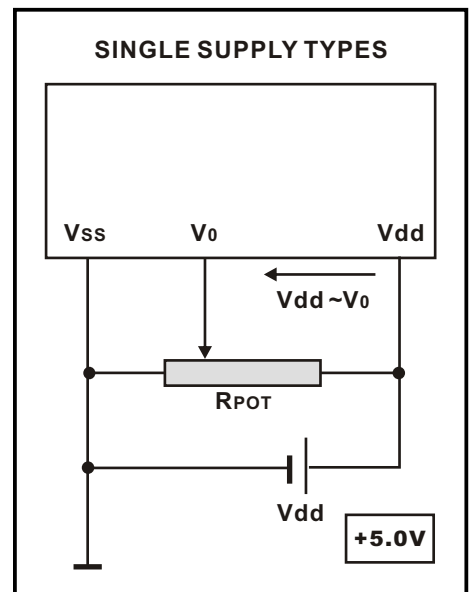 SINGLE SUPPLY TYPES
Vss V0 Vdd
Vdd ~V0
RPOT
Vdd
+5.0V